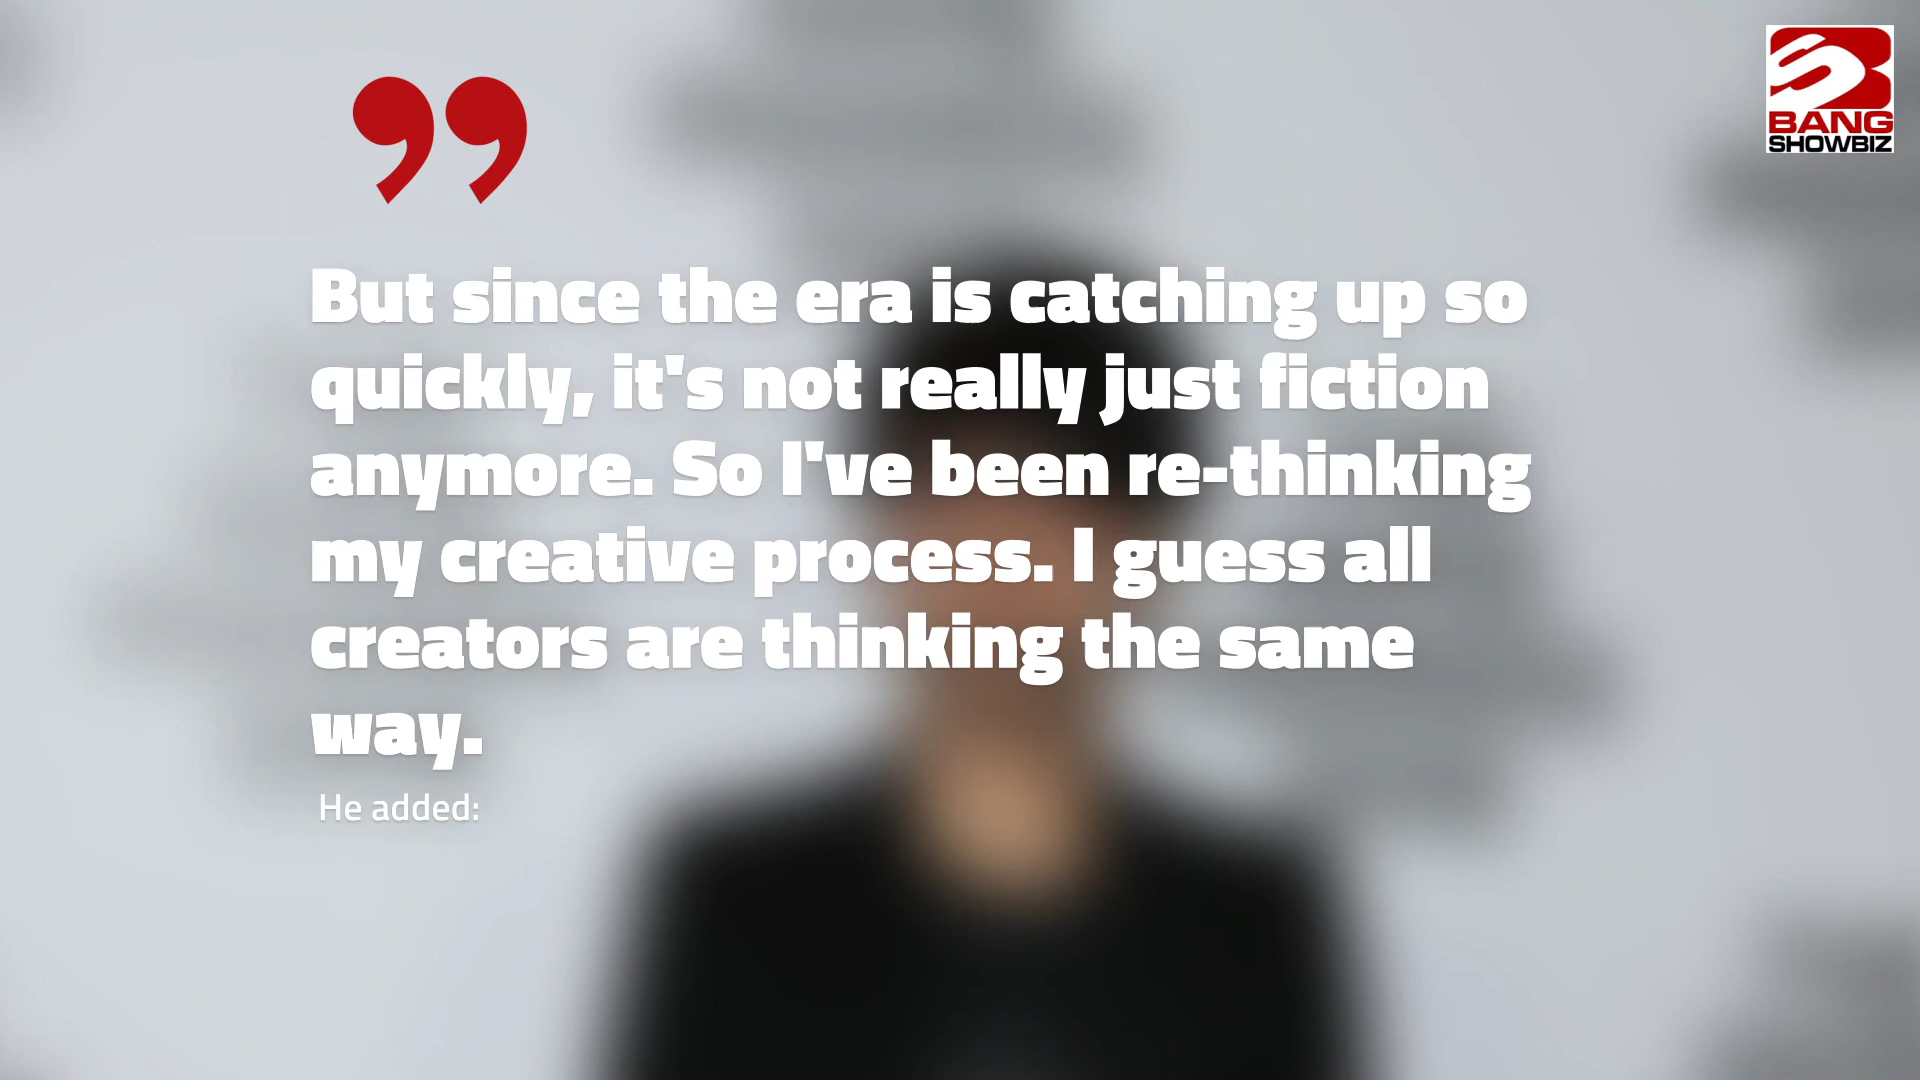 BANG
SHOWBIZ
But since the era is catching up so
quickly, it's not really just fiction
anymore. So I've been re-thinking
my creative process. I guess all
creators are thinking the same
way.
He added: